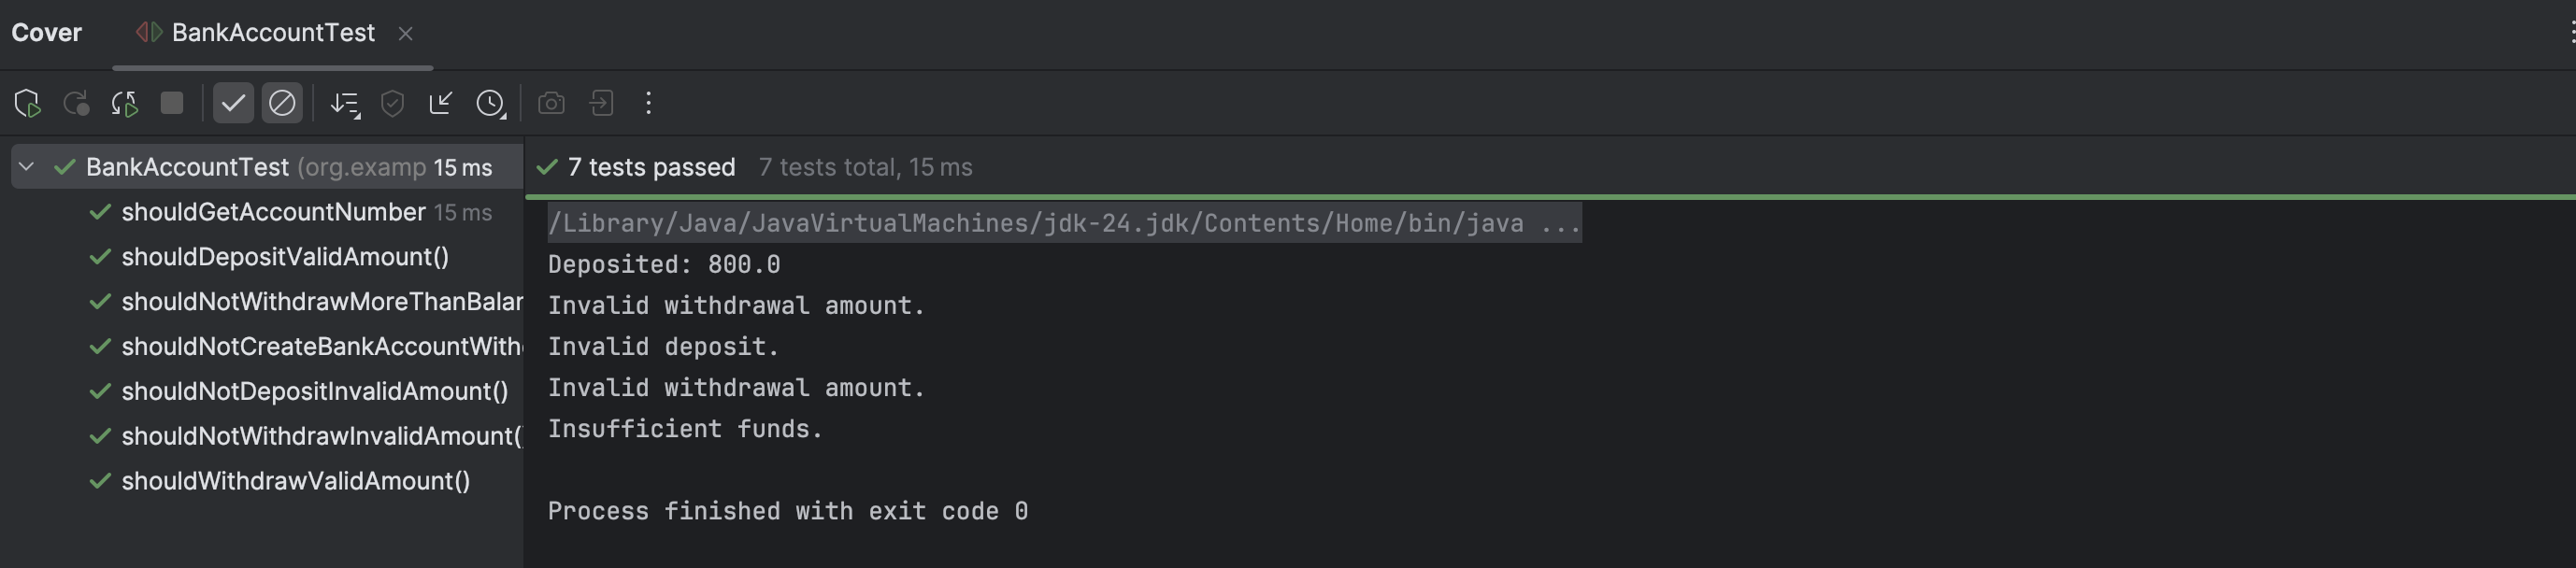 Cover BankAccountTest
BankAccountTest (org.examp 15 ms
shouldGetAccountNumber 15 ms
shouldDepositValidAmount()
shouldNotWithdrawMoreThanBalan
shouldNotCreateBankAccountWith
shouldNotDepositInvalidAmount()
shouldNotWithdrawInvalidAmount()
shouldWithdrawValidAmount()
7 tests passed 7 tests total, 15 ms
/Library/Java/JavaVirtualMachines/jdk-24.jdk/Contents/Home/bin/java ...
Deposited: 800.0
Invalid withdrawal amount.
Invalid deposit.
Invalid withdrawal amount.
Insufficient funds.
Process finished with exit code 0